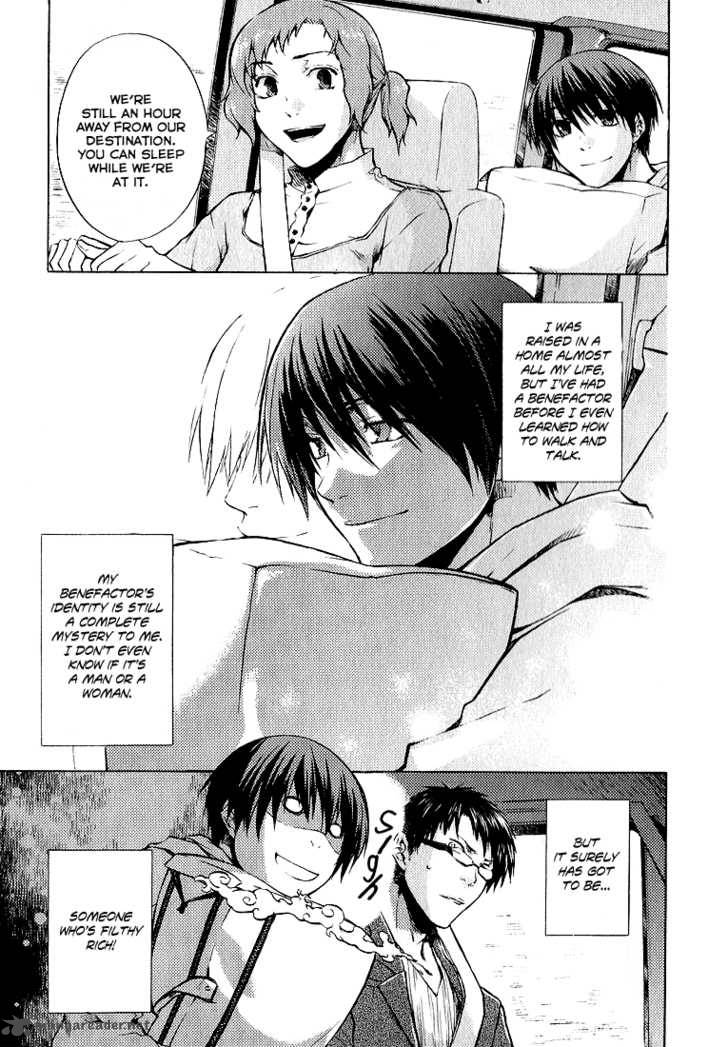 WE'RE
STILL AN HOUR
AWAY FROM OUR
DESTINATION.
YOU CAN SLEEP
WHILE WE'RE
AT IT.
I WAS
RAISED IN A
HOME ALMOST
ALL MY LIFE,
BUT I'VE HAD
A BENEFACTOR
BEFORE I EVEN
LEARNED HOW
TO WALK AND
TALK.
MY
BENEFACTOR'S
IDENTITY IS STILL
A COMPLETE
MYSTERY TO ME.
I DON'T EVEN
KNOW IF IT'S
A MAN OR A
WOMAN.
BUT
IT SURELY
HAS GOT
TO BE...
Sigh
SOMEONE
WHO'S FILTHY
RICH!
mangareader.net